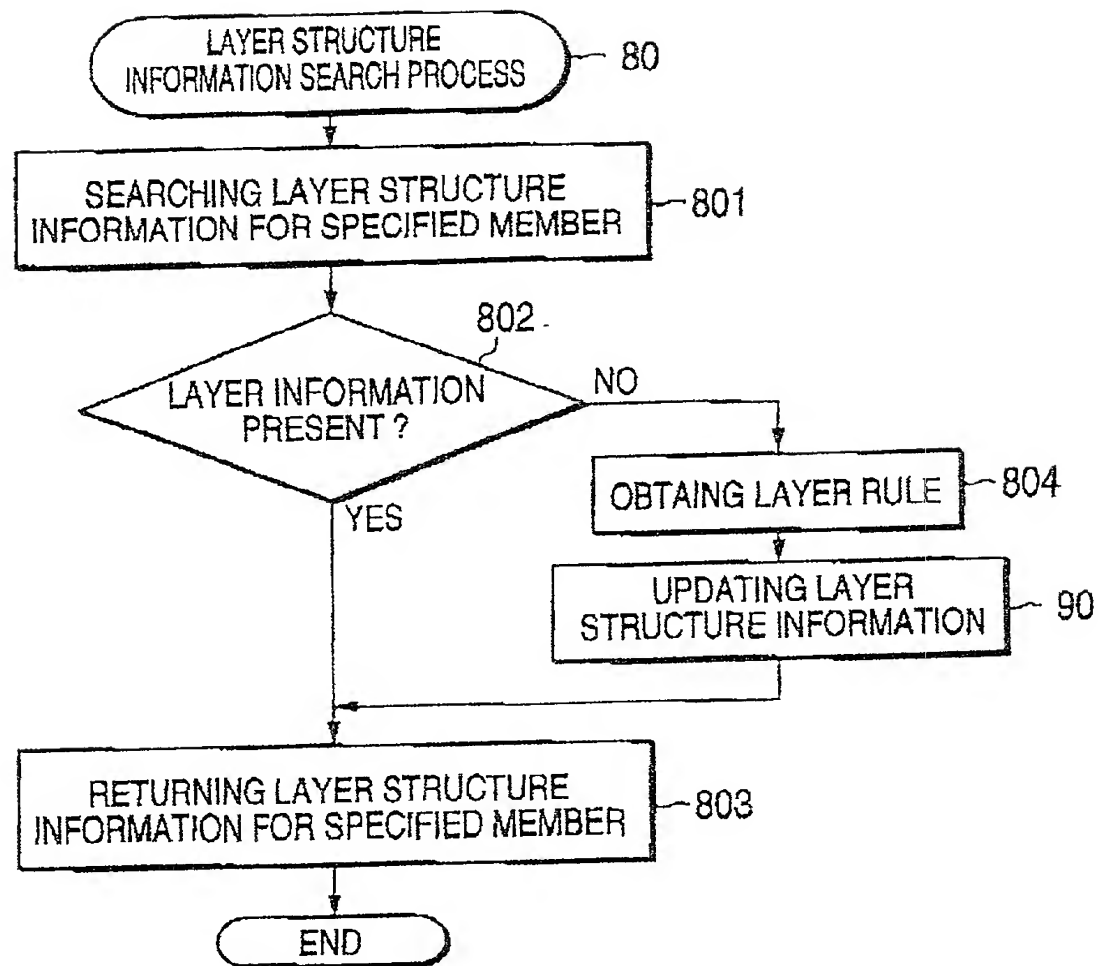 LAYER STRUCTURE
INFORMATION SEARCH PROCESS
80
SEARCHING LAYER STRUCTURE
INFORMATION FOR SPECIFIED MEMBER
801
802
LAYER INFORMATION
PRESENT ?
NO
YES
OBTAING LAYER RULE
804
UPDATING LAYER
STRUCTURE INFORMATION
90
RETURNING LAYER STRUCTURE
INFORMATION FOR SPECIFIED MEMBER
803
END